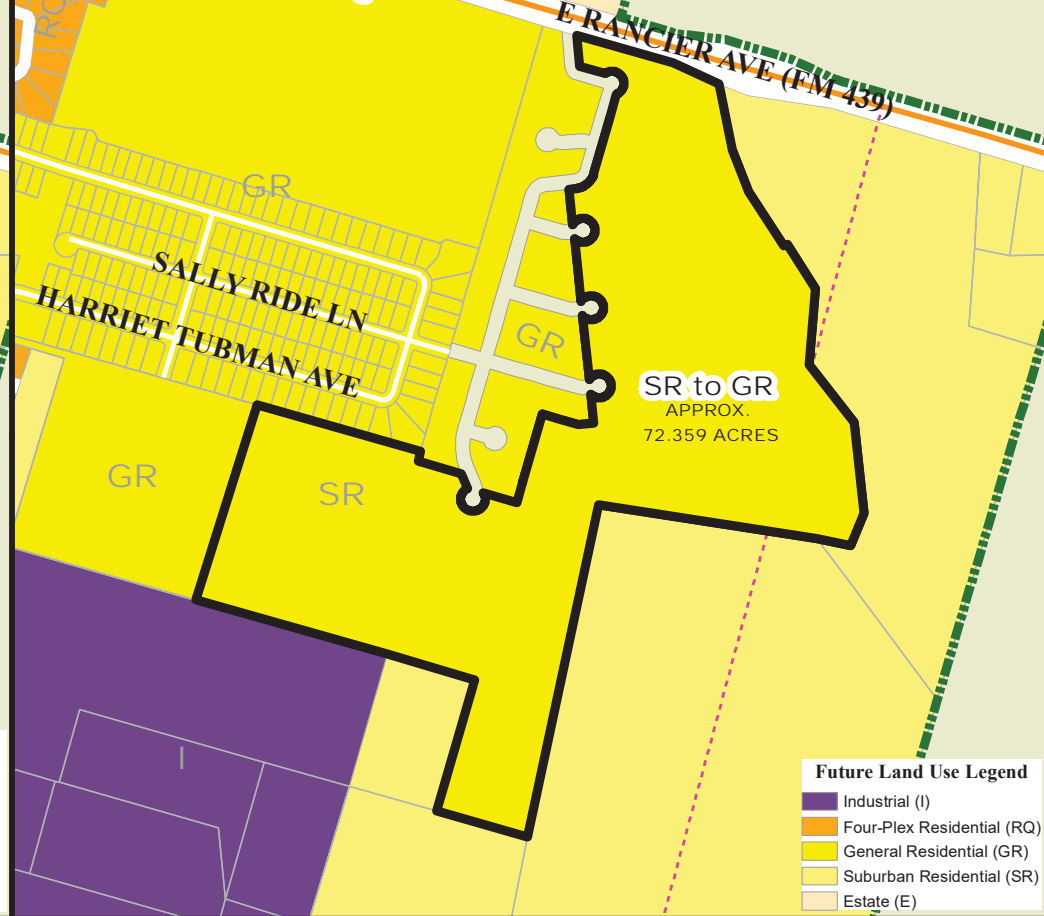 RQ
E RANCIER AVE (FM 439)
GR
SALLY RIDE LN
HARRIET TUBMAN AVE
GR
SR to GR
APPROX.
72.359 ACRES
GR
SR
I
Future Land Use Legend
Industrial (I)
Four-Plex Residential (RQ)
General Residential (GR)
Suburban Residential (SR)
Estate (E)